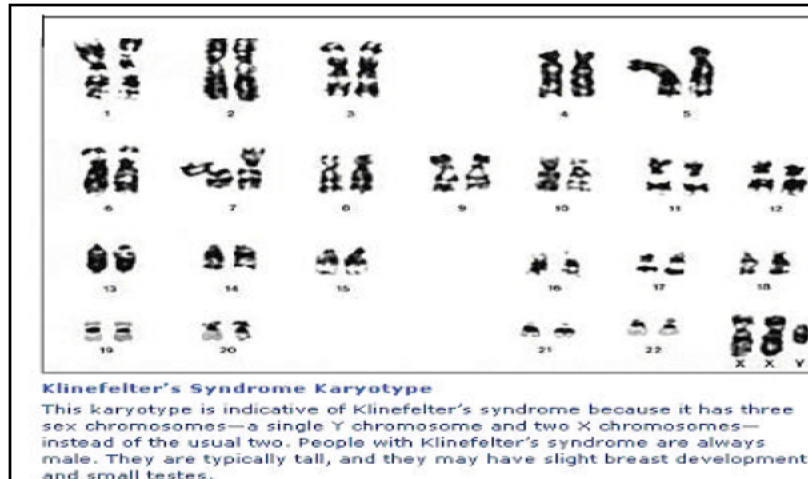 1 2 3 4 5
6 7 8 9 10 11 12
13 14 15 16 17 18
19 20 21 22 X X Y
Klinefelter's Syndrome Karyotype
This karyotype is indicative of Klinefelter's syndrome because it has three
sex chromosomes—a single Y chromosome and two X chromosomes—
instead of the usual two. People with Klinefelter's syndrome are always
male. They are typically tall, and they may have slight breast development
and small testes.